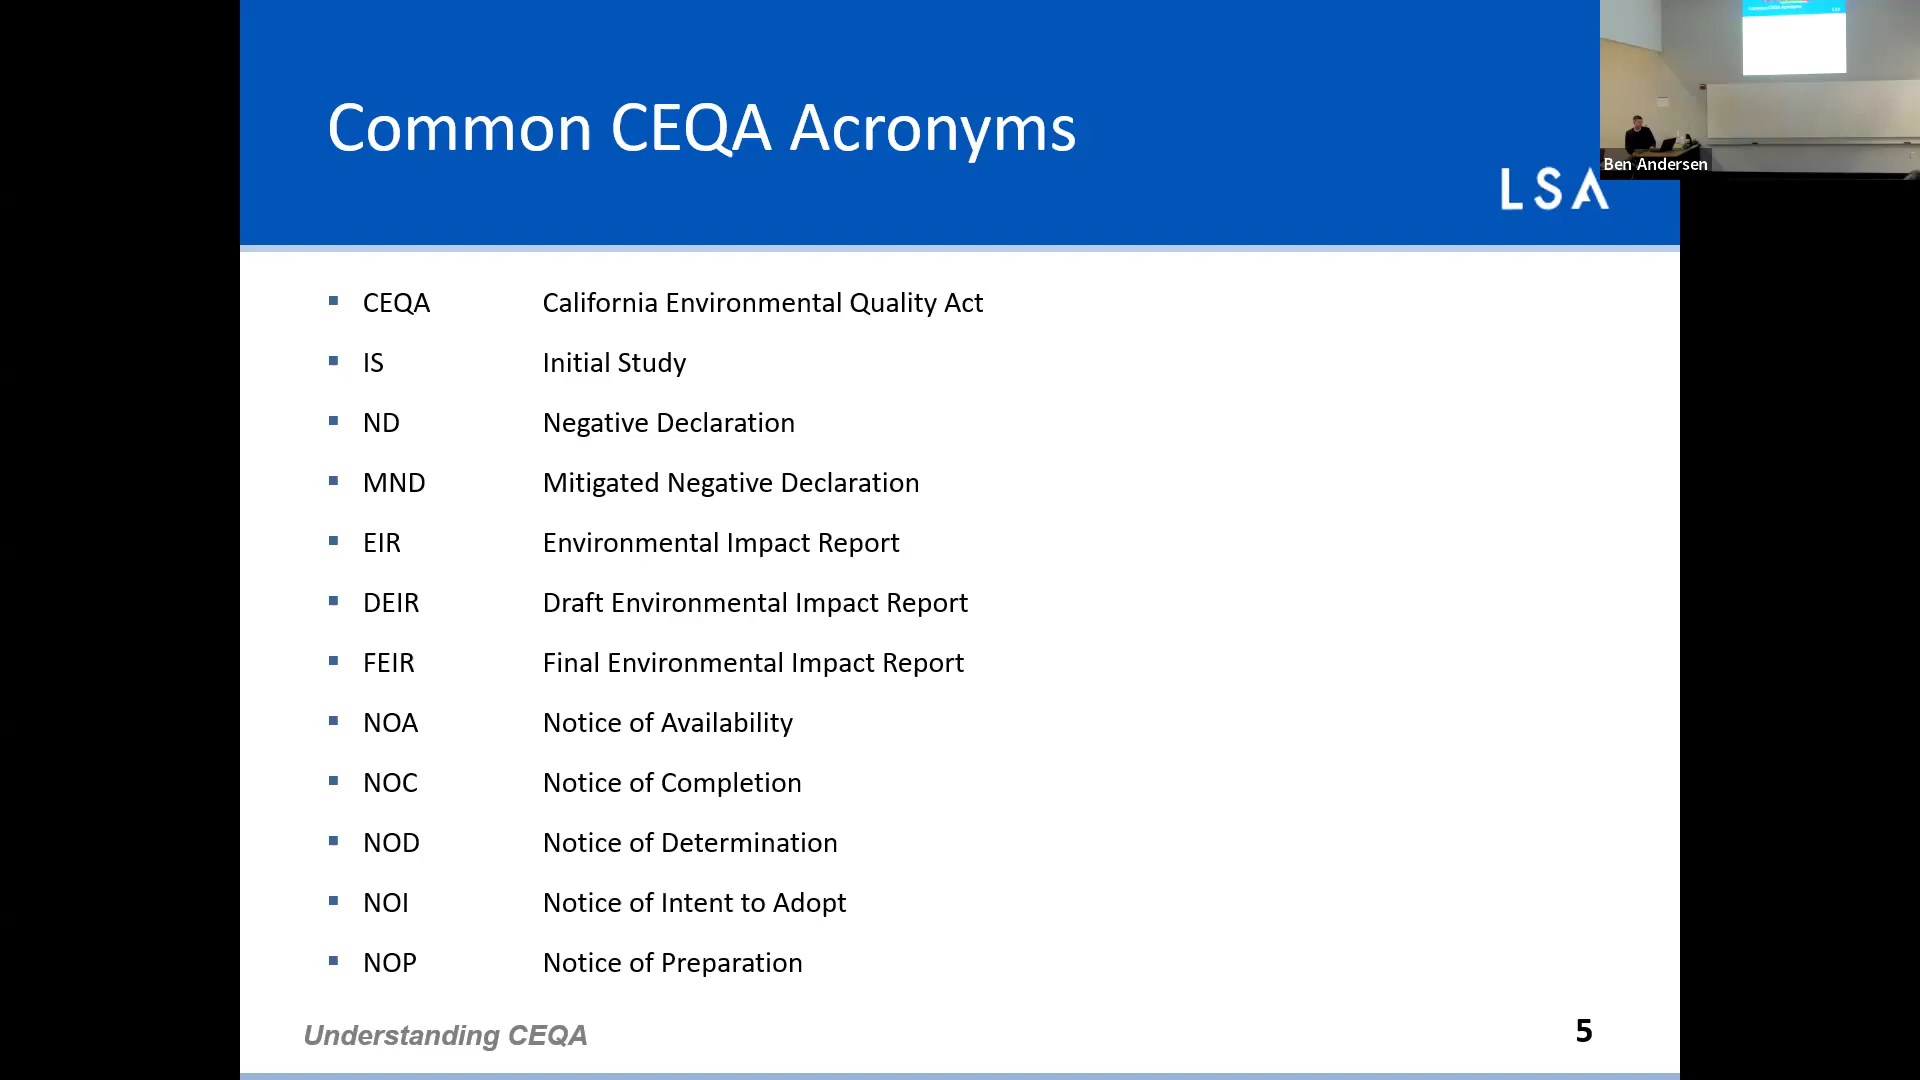 Common CEQA Acronyms
LSA
Ben Andersen
CEQA California Environmental Quality Act
IS Initial Study
ND Negative Declaration
MND Mitigated Negative Declaration
EIR Environmental Impact Report
DEIR Draft Environmental Impact Report
FEIR Final Environmental Impact Report
NOA Notice of Availability
NOC Notice of Completion
NOD Notice of Determination
NOI Notice of Intent to Adopt
NOP Notice of Preparation
Understanding CEQA
5